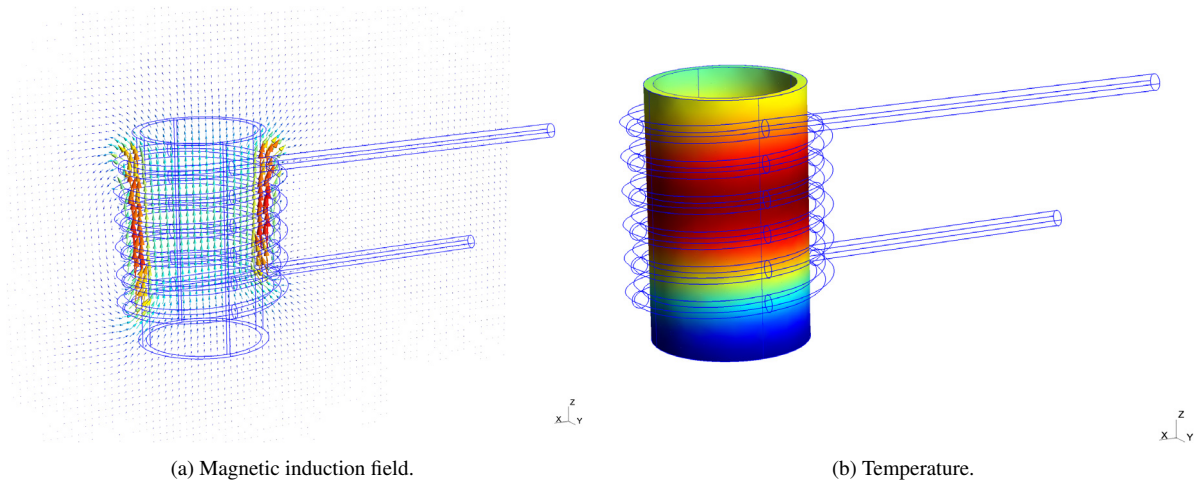 Z
X Y
Z
X Y
(a) Magnetic induction field.
(b) Temperature.